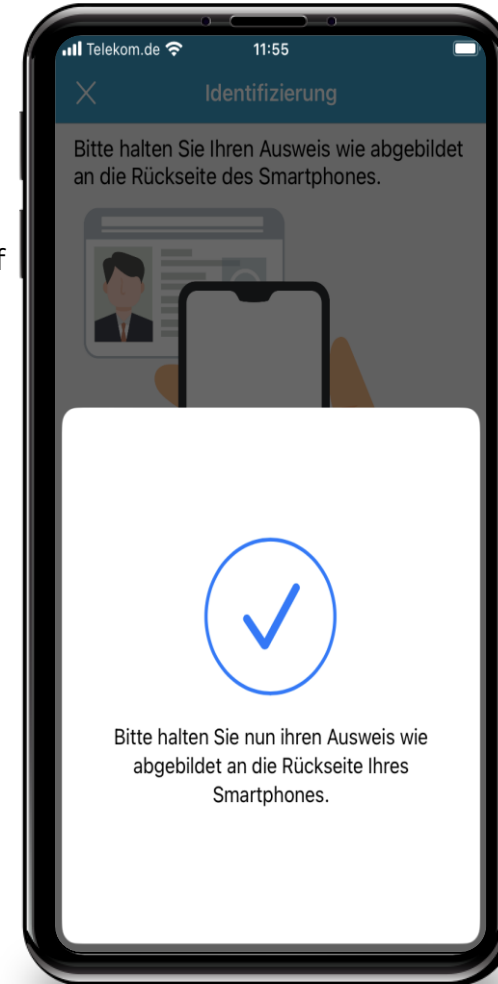 Telekom.de 11:55
Identifizierung
Bitte halten Sie Ihren Ausweis wie abgebildet
an die Rückseite des Smartphones.
f
Bitte halten Sie nun ihren Ausweis wie
abgebildet an die Rückseite Ihres
Smartphones.